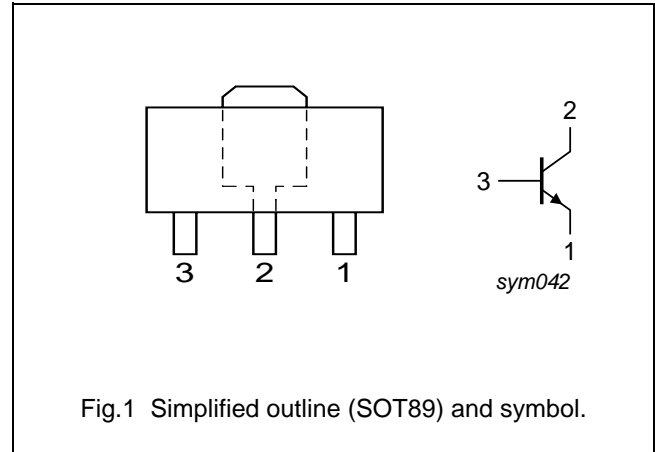 2
3
1
sym042
3 2 1
Fig.1 Simplified outline (SOT89) and symbol.